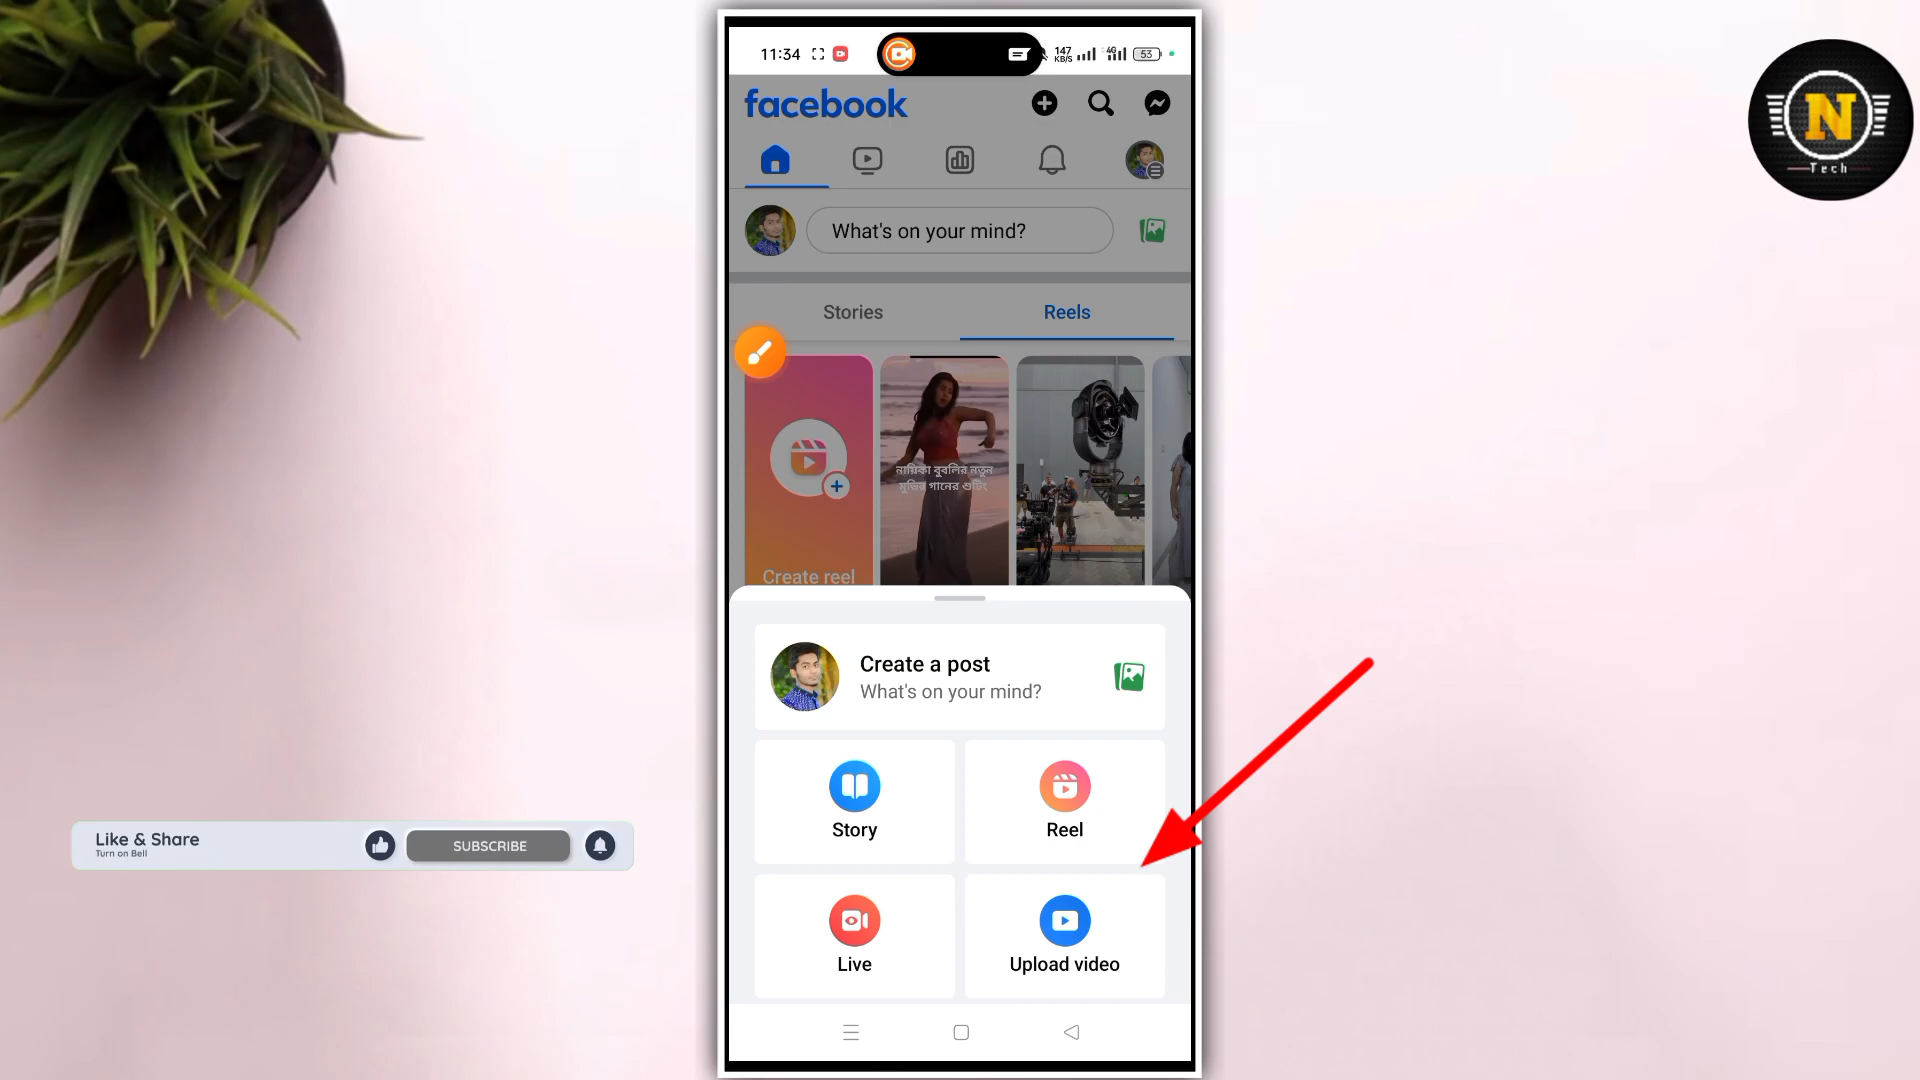 11:34
147
KB/S
4G
53
facebook
What's on your mind?
Stories
Reels
নায়িকা বুবলির নতুন
মুভির গানের শুটিং
Create reel
Create a post
What's on your mind?
Story
Reel
Live
Upload video
Like & Share
Turn on Bell
SUBSCRIBE
N
Tech